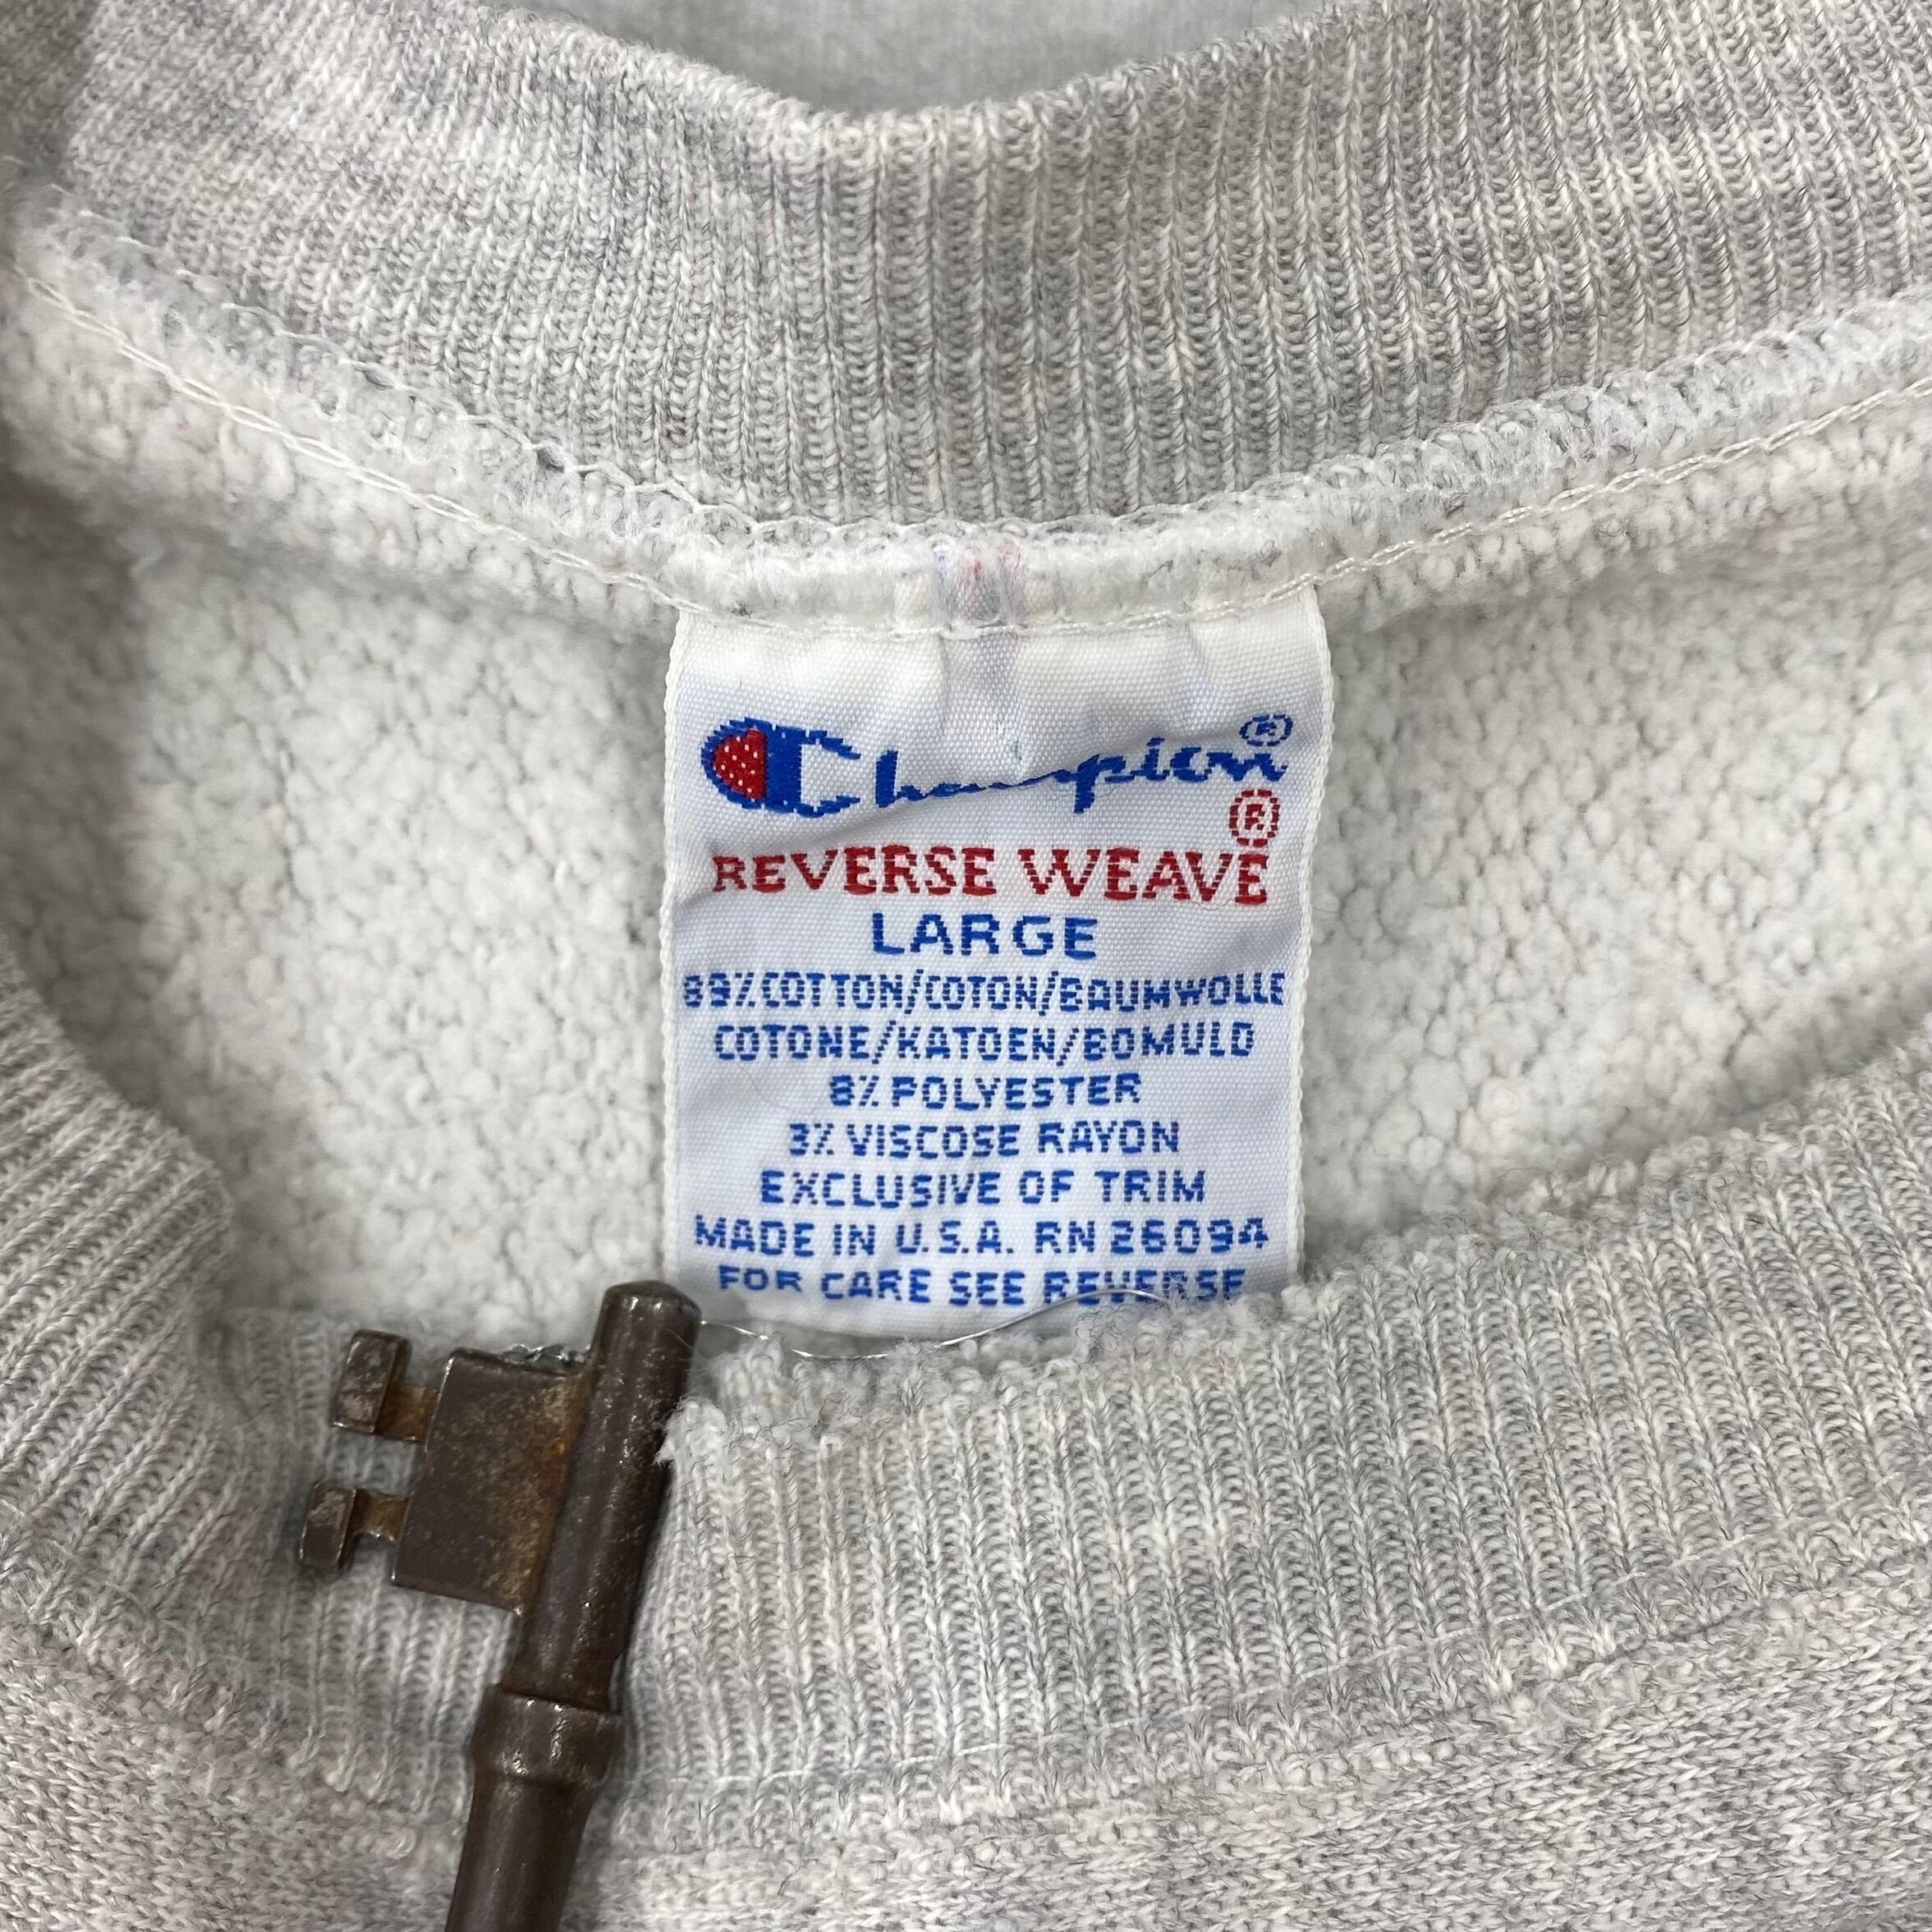 Champion®
REVERSE WEAVE®
LARGE
89% COTTON/COTON/BAUMWOLLE
COTONE/KATOEN/BOMULD
8% POLYESTER
3% VISCOSE RAYON
EXCLUSIVE OF TRIM
MADE IN U.S.A. RN 26094
FOR CARE SEE REVERSE